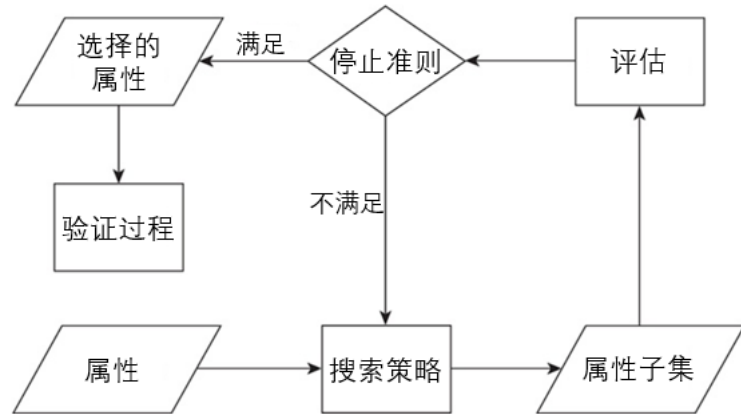 选择的
属性
满足
停止准则
评估
验证过程
不满足
属性
搜索策略
属性子集